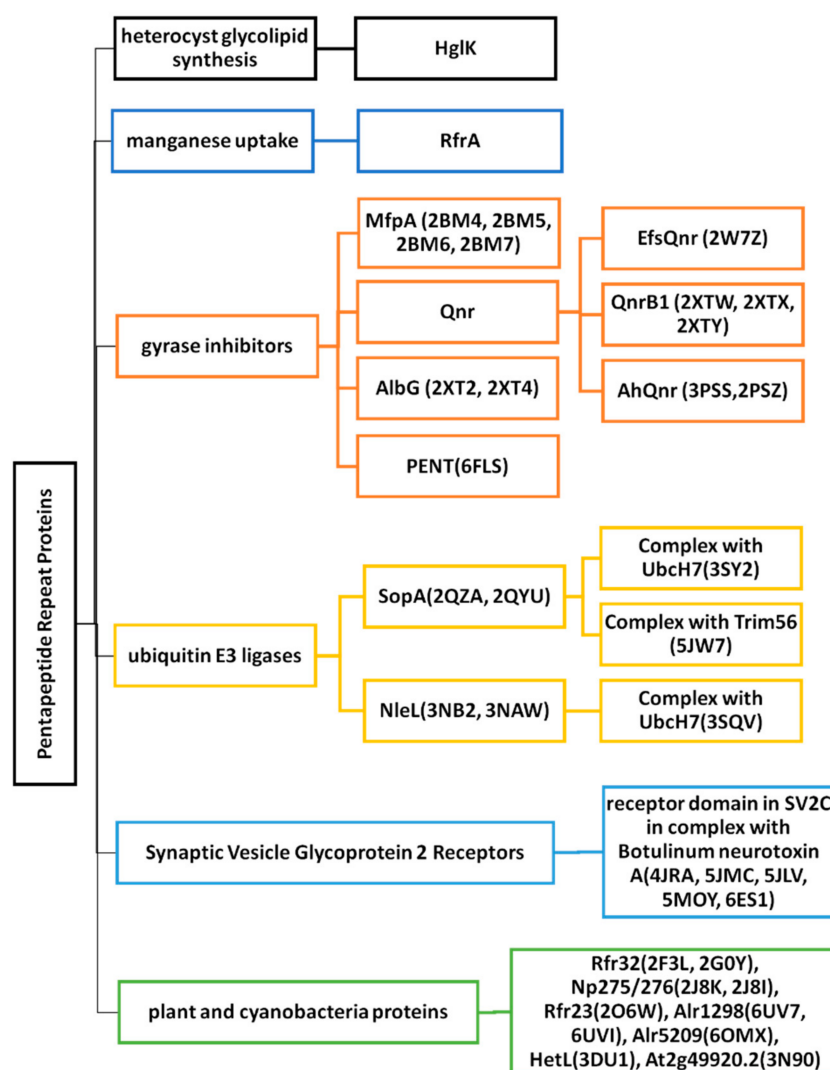 heterocyst glycolipid
synthesis
HglK
manganese uptake
RfrA
MfpA (2BM4, 2BM5,
2BM6, 2BM7)
EfsQnr (2W7Z)
Qnr
QnrB1 (2XTW, 2XTX,
2XTY)
gyrase inhibitors
AlbG (2XT2, 2XT4)
AhQnr (3PSS,2PSZ)
PENT(6FLS)
Pentapeptide Repeat Proteins
Complex with
UbcH7(3SY2)
SopA(2QZA, 2QYU)
Complex with Trim56
(5JW7)
ubiquitin E3 ligases
NleL(3NB2, 3NAW)
Complex with
UbcH7(3SQV)
Synaptic Vesicle Glycoprotein 2 Receptors
receptor domain in SV2C
in complex with
Botulinum neurotoxin
A(4JRA, 5JMC, 5JLV,
5MOY, 6ES1)
plant and cyanobacteria proteins
Rfr32(2F3L, 2G0Y),
Np275/276(2J8K, 2J8I),
Rfr23(2O6W), Alr1298(6UV7,
6UVI), Alr5209(6OMX),
HetL(3DU1), At2g49920.2(3N90)